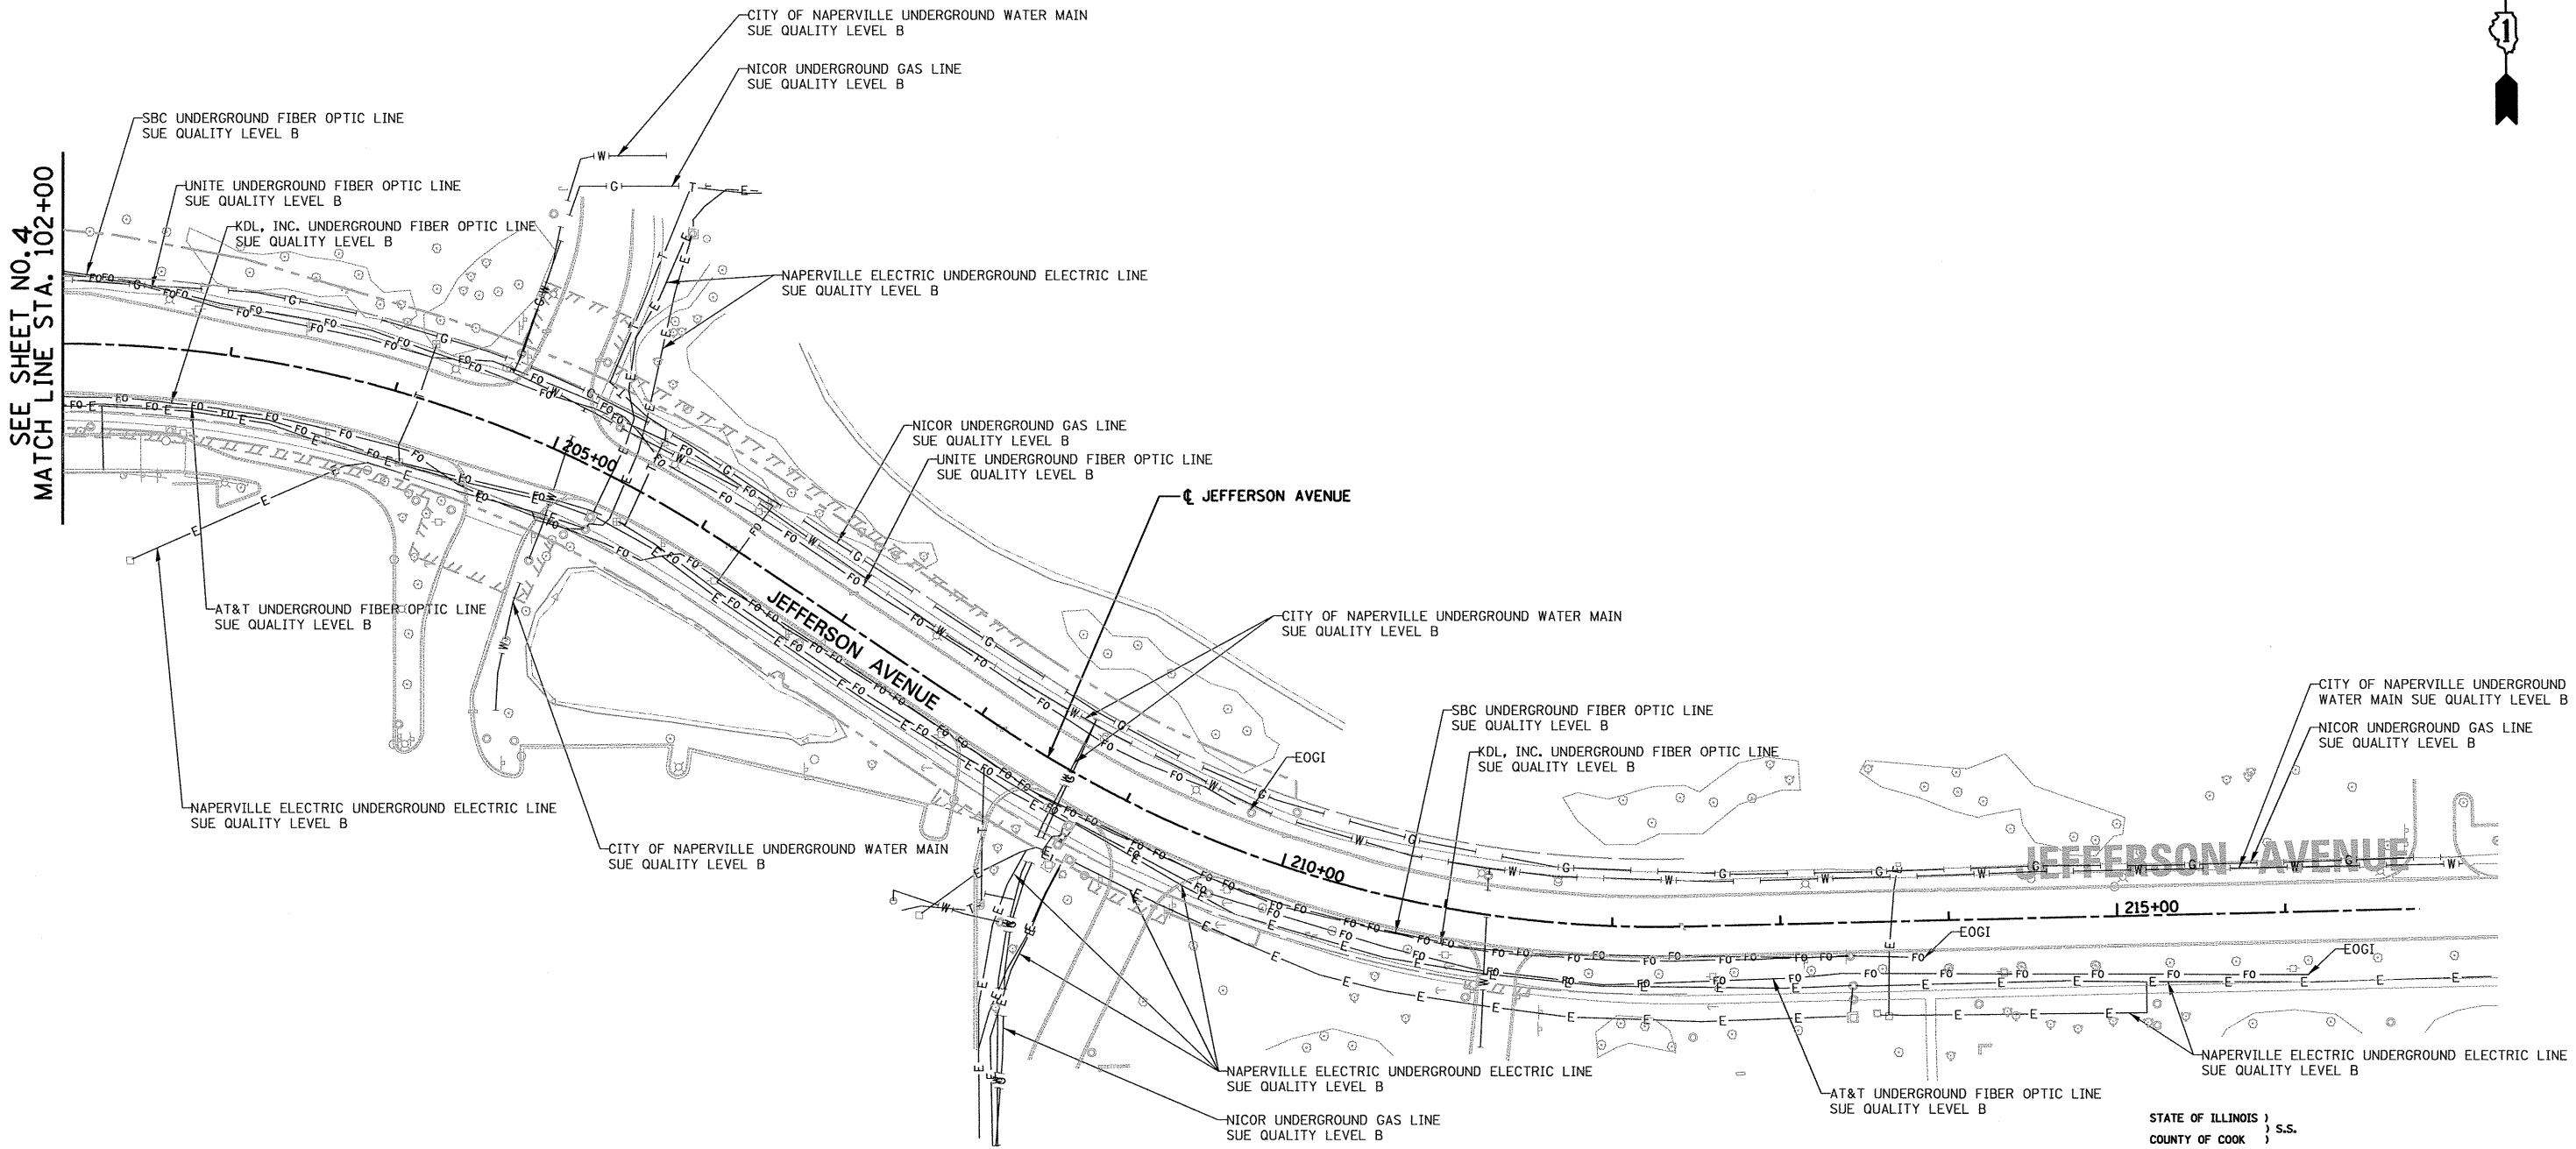 CITY OF NAPERVILLE UNDERGROUND WATER MAIN
SUE QUALITY LEVEL B
NICOR UNDERGROUND GAS LINE
SUE QUALITY LEVEL B
SBC UNDERGROUND FIBER OPTIC LINE
SUE QUALITY LEVEL B
UNITE UNDERGROUND FIBER OPTIC LINE
SUE QUALITY LEVEL B
KDL, INC. UNDERGROUND FIBER OPTIC LINE
SUE QUALITY LEVEL B
SEE SHEET NO. 4
MATCH LINE STA. 102+00
NAPERVILLE ELECTRIC UNDERGROUND ELECTRIC LINE
SUE QUALITY LEVEL B
NICOR UNDERGROUND GAS LINE
SUE QUALITY LEVEL B
UNITE UNDERGROUND FIBER OPTIC LINE
SUE QUALITY LEVEL B
205+00
℄ JEFFERSON AVENUE
AT&T UNDERGROUND FIBER OPTIC LINE
SUE QUALITY LEVEL B
JEFFERSON AVENUE
CITY OF NAPERVILLE UNDERGROUND WATER MAIN
SUE QUALITY LEVEL B
CITY OF NAPERVILLE UNDERGROUND
WATER MAIN SUE QUALITY LEVEL B
SBC UNDERGROUND FIBER OPTIC LINE
SUE QUALITY LEVEL B
NICOR UNDERGROUND GAS LINE
SUE QUALITY LEVEL B
KDL, INC. UNDERGROUND FIBER OPTIC LINE
SUE QUALITY LEVEL B
EOGI
NAPERVILLE ELECTRIC UNDERGROUND ELECTRIC LINE
SUE QUALITY LEVEL B
CITY OF NAPERVILLE UNDERGROUND WATER MAIN
SUE QUALITY LEVEL B
210+00
JEFFERSON AVENUE
215+00
EOGI
EOGI
NAPERVILLE ELECTRIC UNDERGROUND ELECTRIC LINE
SUE QUALITY LEVEL B
NAPERVILLE ELECTRIC UNDERGROUND ELECTRIC LINE
SUE QUALITY LEVEL B
AT&T UNDERGROUND FIBER OPTIC LINE
SUE QUALITY LEVEL B
NICOR UNDERGROUND GAS LINE
SUE QUALITY LEVEL B
STATE OF ILLINOIS )
) S.S.
COUNTY OF COOK )